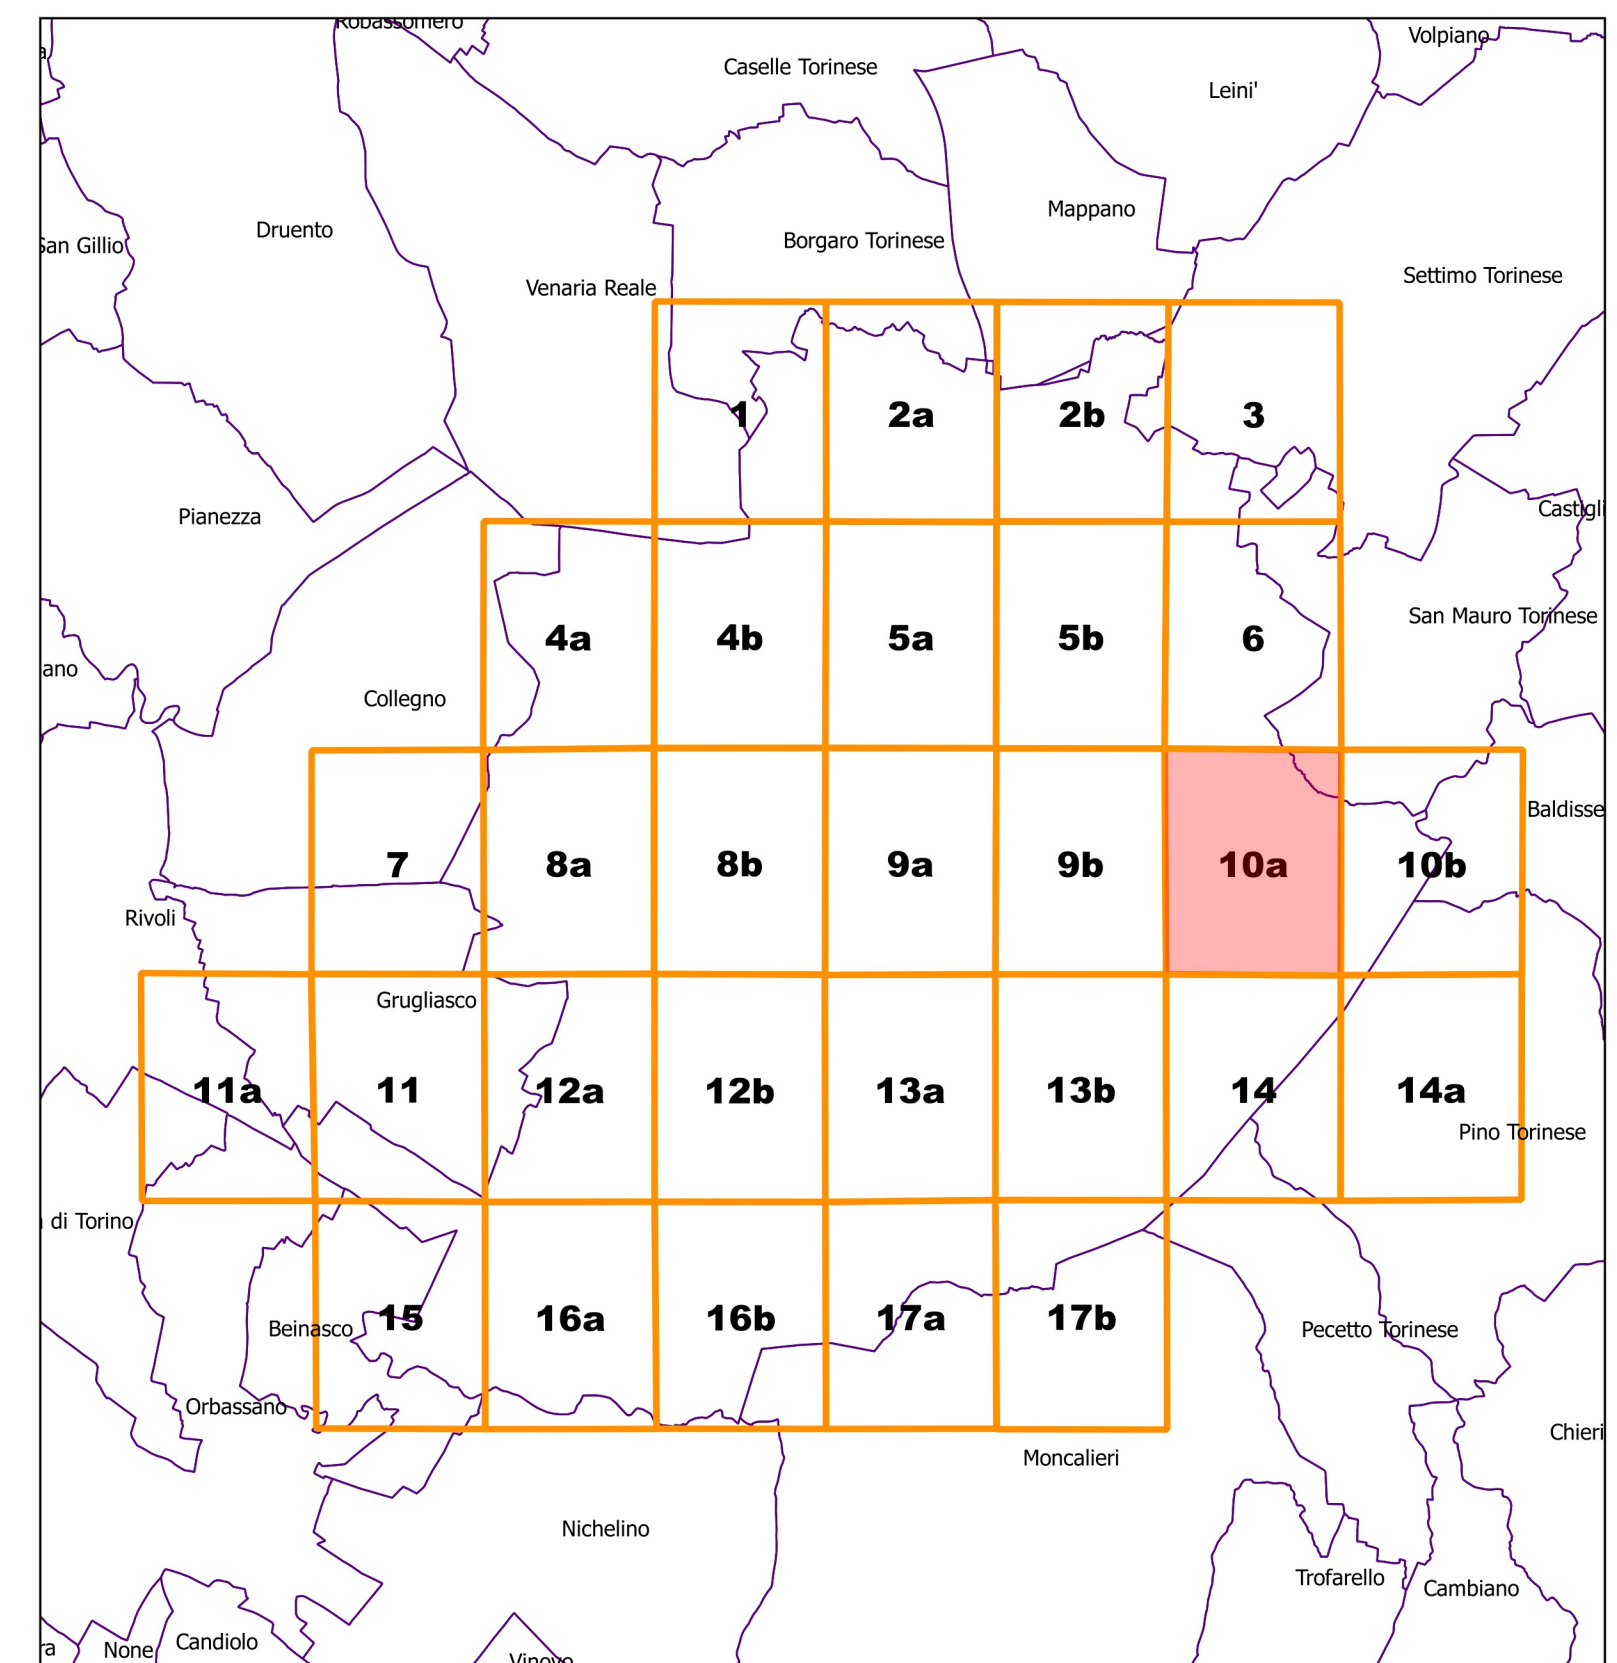 Robassomero
Volpiano
Caselle Torinese
Leini'
Mappano
Druento
San Gillio
Borgaro Torinese
Settimo Torinese
Venaria Reale
1
2a
2b
3
Castigli
Pianezza
San Mauro Torinese
4a
4b
5a
5b
6
ano
Collegno
Baldisse
7
8a
8b
9a
9b
10a
10b
Rivoli
Grugliasco
11a
11
12a
12b
13a
13b
14
14a
Pino Torinese
di Torino
15
16a
16b
17a
17b
Beinasco
Pecetto Torinese
Orbassano
Chieri
Moncalieri
Nichelino
Trofarello
Cambiano
ra
None
Candiolo
Vinovo